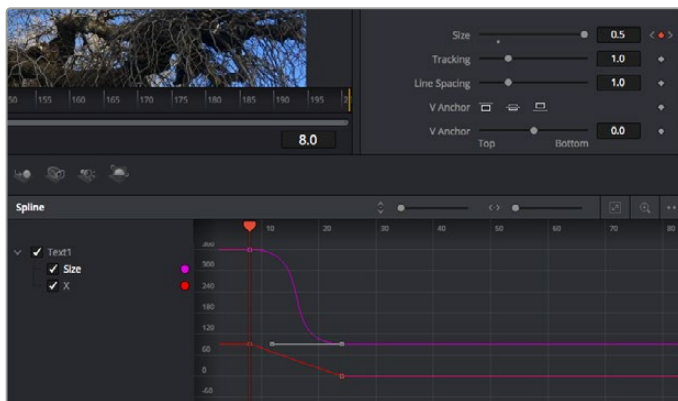 Size 0.5
Tracking 1.0
Line Spacing 1.0
V Anchor
V Anchor 0.0
Top Bottom
50 155 160 165 170 175 180 185 190 195
8.0
Spline
10 20 30 40 50 60 70 80
Text1
Size
X
300
240
180
120
60
0
-60